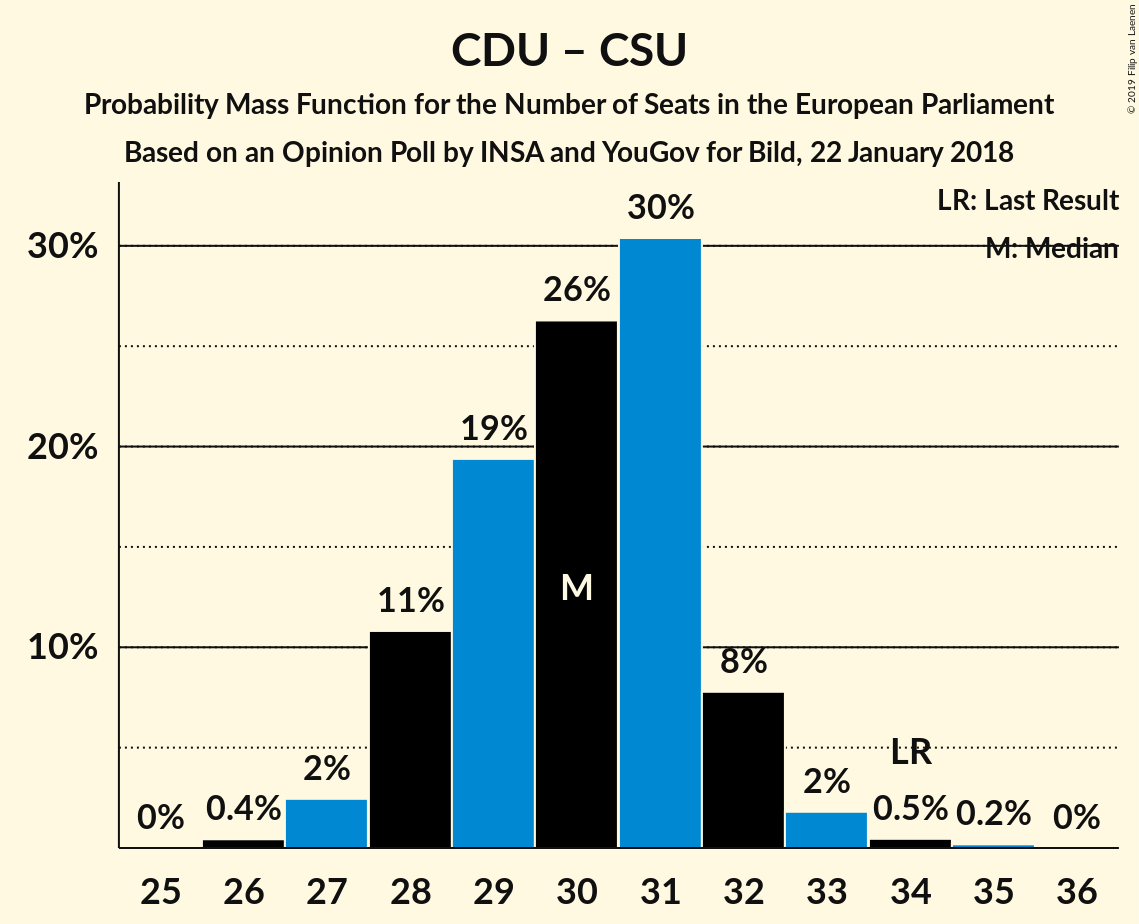 CDU – CSU
Probability Mass Function for the Number of Seats in the European Parliament
Based on an Opinion Poll by INSA and YouGov for Bild, 22 January 2018
© 2019 Filip van Laenen
LR: Last Result
M: Median
30%
20%
10%
0%
0.4%
2%
11%
19%
26%
30%
8%
2%
0.5%
0.2%
0%
M
LR
25 26 27 28 29 30 31 32 33 34 35 36